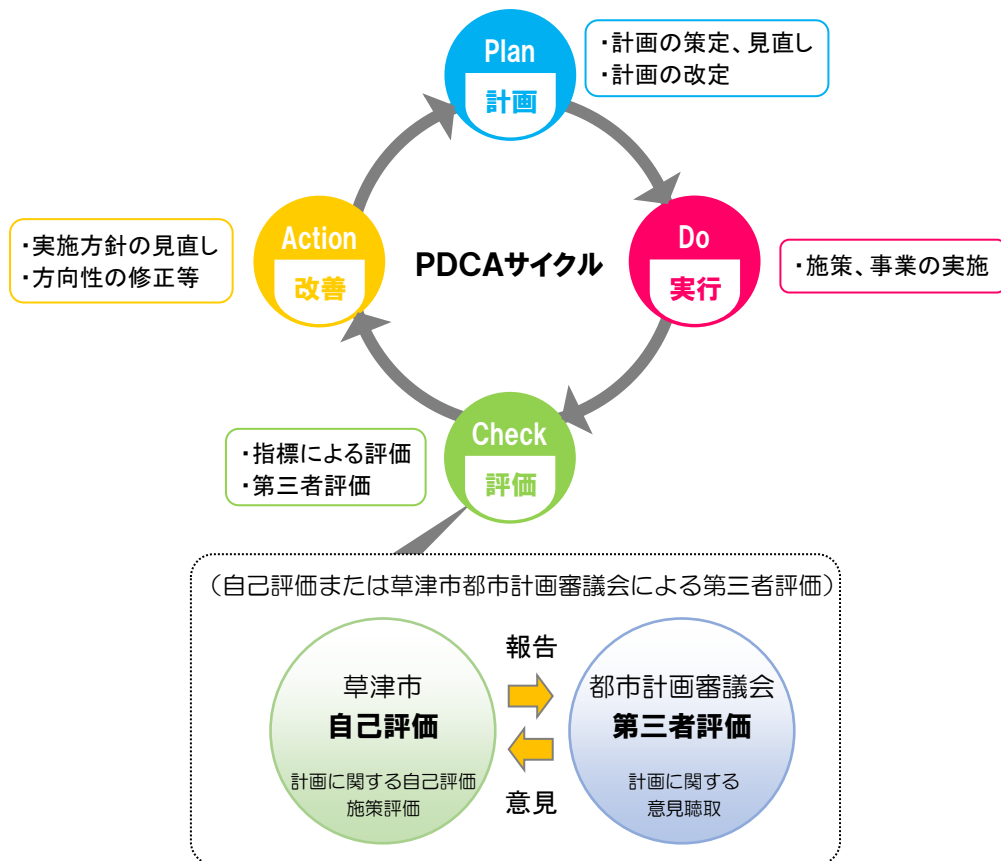 Plan
計画
・計画の策定、見直し
・計画の改定
Action
改善
・実施方針の見直し
・方向性の修正等
PDCAサイクル
Do
実行
・施策、事業の実施
Check
評価
・指標による評価
・第三者評価
（自己評価または草津市都市計画審議会による第三者評価）
草津市
自己評価
計画に関する自己評価
施策評価
報告
意見
都市計画審議会
第三者評価
計画に関する
意見聴取